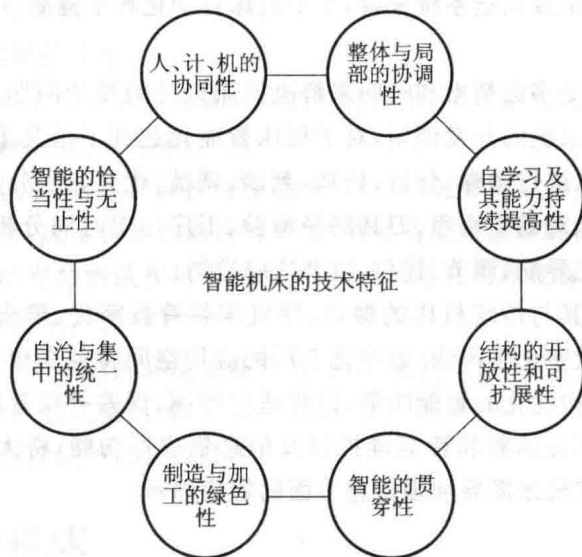 人、计、机的
协同性
整体与局
部的协调
性
智能的恰
当性与无
止性
自学习及
其能力持
续提高性
智能机床的技术特征
自治与集
中的统一
性
结构的开
放性和可
扩展性
制造与加
工的绿色
性
智能的贯
穿性